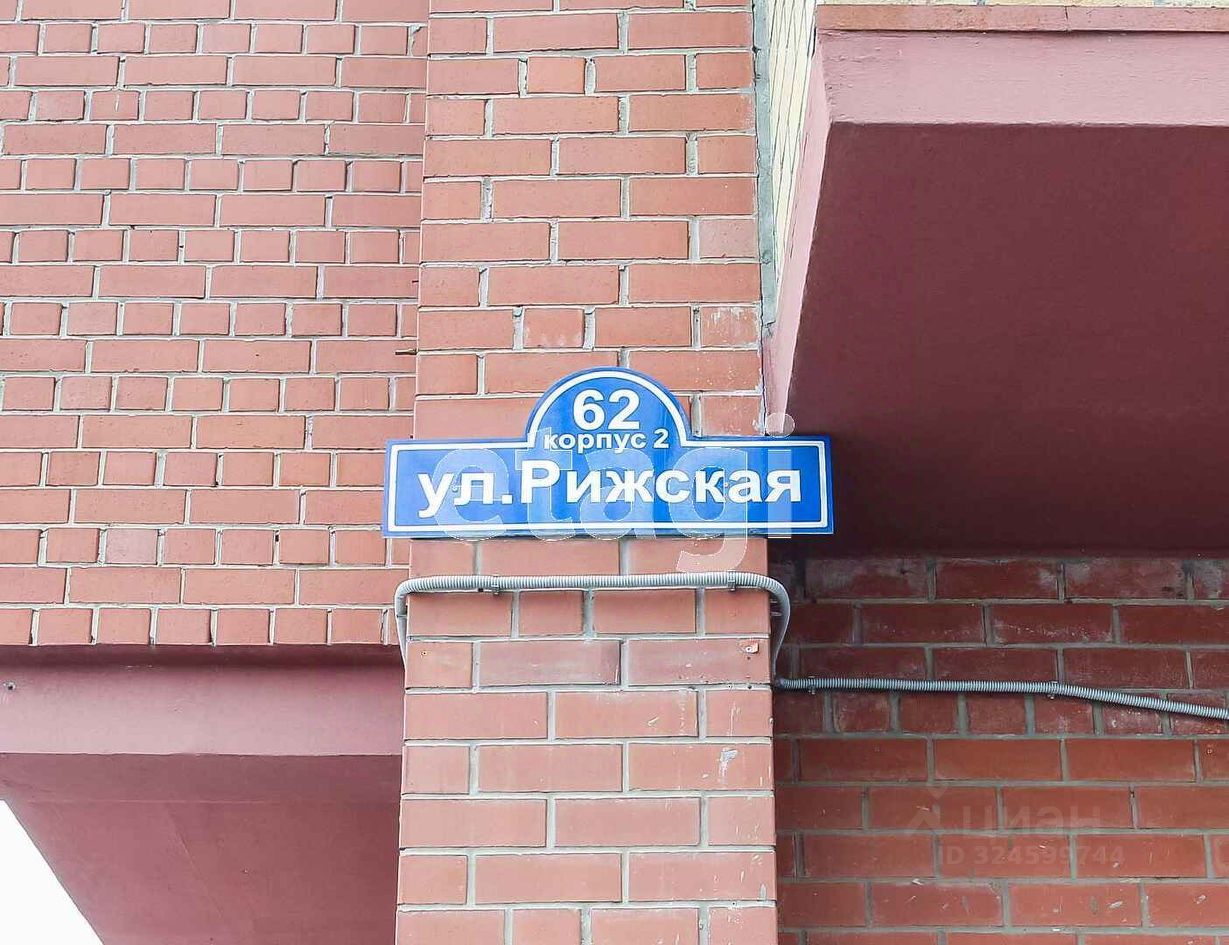 62
корпус 2
ул.Рижская
etagi
циан
ID 324599744